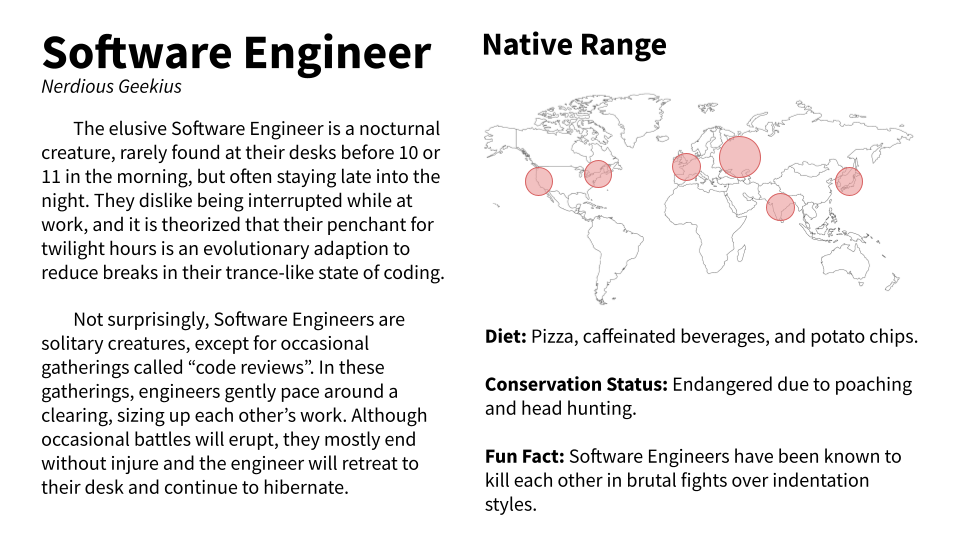 Software Engineer
Nerdious Geekius
The elusive Software Engineer is a nocturnal
creature, rarely found at their desks before 10 or
11 in the morning, but often staying late into the
night. They dislike being interrupted while at
work, and it is theorized that their penchant for
twilight hours is an evolutionary adaption to
reduce breaks in their trance-like state of coding.
Not surprisingly, Software Engineers are
solitary creatures, except for occasional
gatherings called “code reviews”. In these
gatherings, engineers gently pace around a
clearing, sizing up each other’s work. Although
occasional battles will erupt, they mostly end
without injure and the engineer will retreat to
their desk and continue to hibernate.
Native Range
Diet: Pizza, caffeinated beverages, and potato chips.
Conservation Status: Endangered due to poaching
and head hunting.
Fun Fact: Software Engineers have been known to
kill each other in brutal fights over indentation
styles.